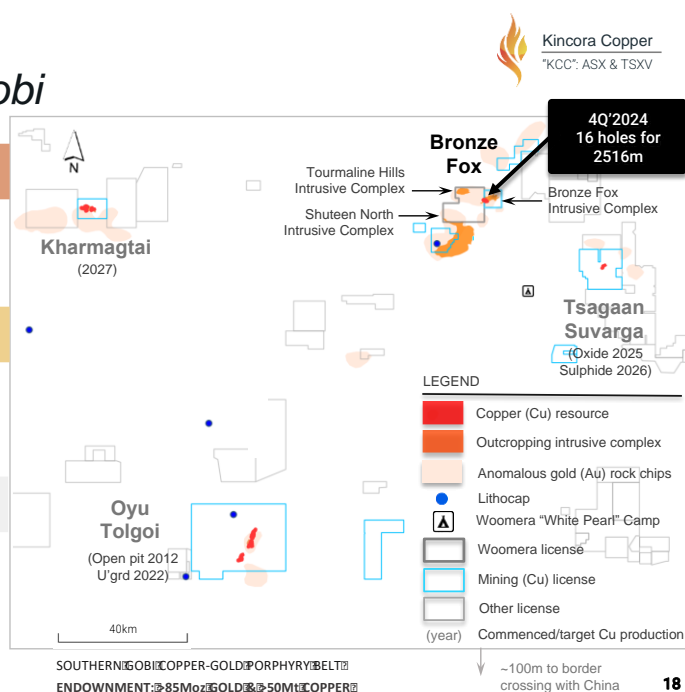 Kincora Copper
"KCC": ASX & TSXV
obi
4Q'2024
16 holes for
2516m
N
Bronze
Fox
Tourmaline Hills
Intrusive Complex
Shuteen North
Intrusive Complex
Bronze Fox
Intrusive Complex
Kharmagtai
(2027)
Tsagaan
Suvarga
(Oxide 2025
Sulphide 2026)
LEGEND
Copper (Cu) resource
Outcropping intrusive complex
Anomalous gold (Au) rock chips
Lithocap
Woomera "White Pearl" Camp
Woomera license
Mining (Cu) license
Other license
(year) Commenced/target Cu production
Oyu
Tolgoi
(Open pit 2012
U'grd 2022)
40km
SOUTHERN GOBI COPPER-GOLD PORPHYRY BELT
ENDOWNMENT: >85Moz GOLD & >50Mt COPPER
~100m to border
crossing with China
18